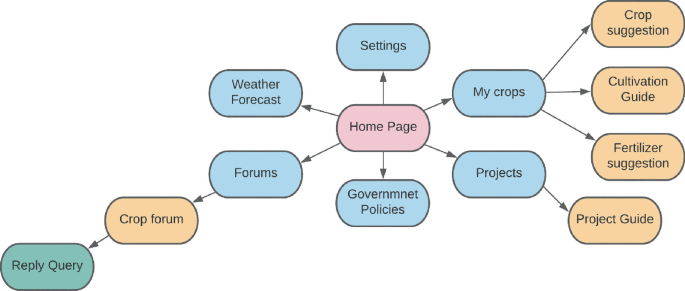 Crop
suggestion
Settings
Weather
Forecast
My crops
Cultivation
Guide
Home Page
Fertilizer
suggestion
Forums
Projects
Governmnet
Policies
Crop forum
Project Guide
Reply Query